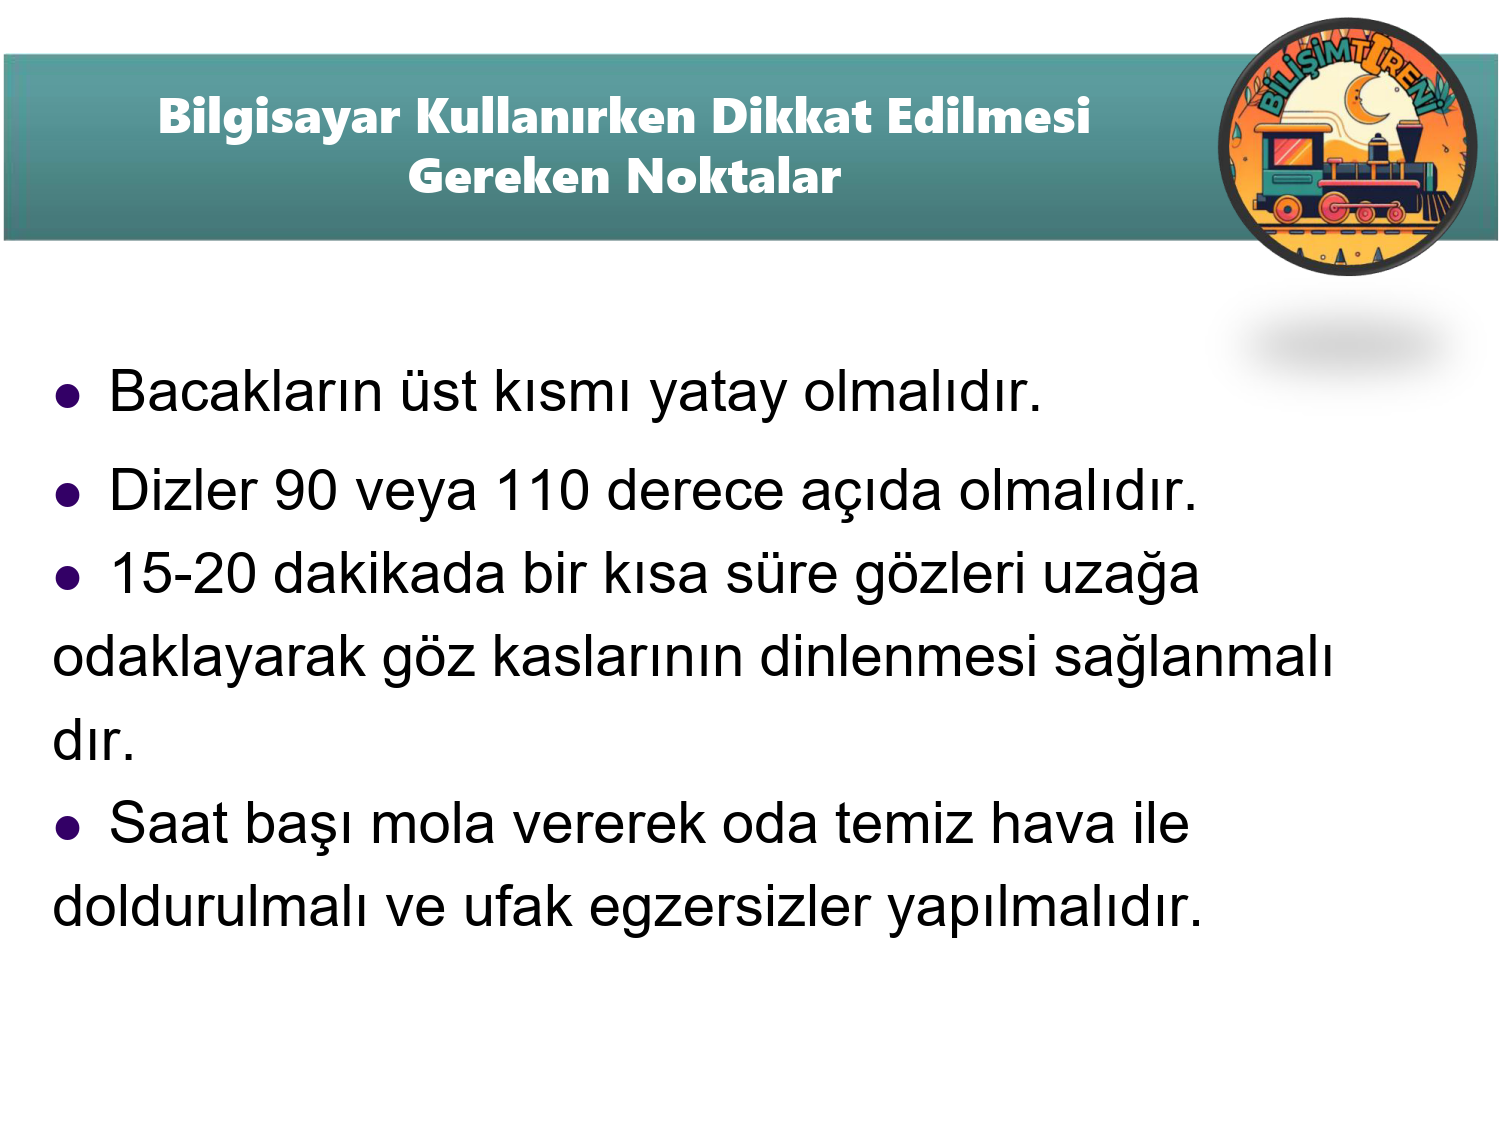 Bilgisayar Kullanırken Dikkat Edilmesi
Gereken Noktalar
BİLİŞİMTRENİ
● Bacakların üst kısmı yatay olmalıdır.
● Dizler 90 veya 110 derece açıda olmalıdır.
● 15-20 dakikada bir kısa süre gözleri uzağa
odaklayarak göz kaslarının dinlenmesi sağlanmalı
dır.
● Saat başı mola vererek oda temiz hava ile
doldurulmalı ve ufak egzersizler yapılmalıdır.